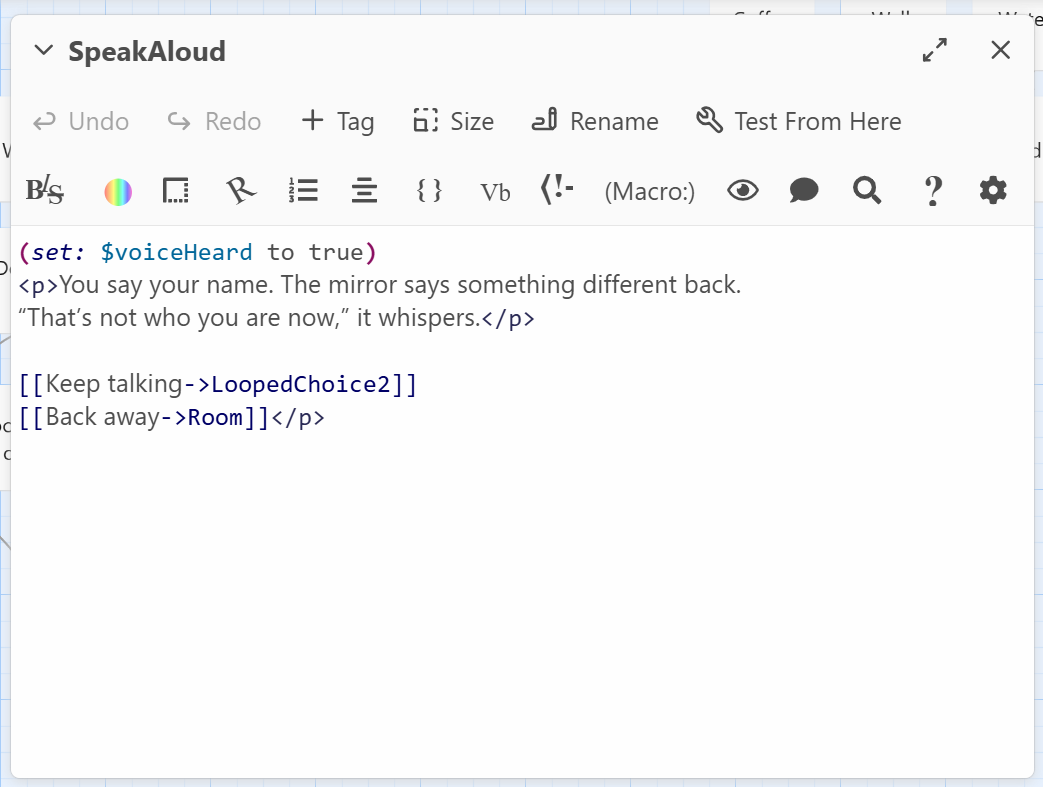 SpeakAloud
Undo Redo + Tag Size Rename Test From Here
B/S R Vb (Macro:) ?
(set: $voiceHeard to true)
<p>You say your name. The mirror says something different back.
“That’s not who you are now,” it whispers.</p>
[[Keep talking->LoopedChoice2]]
[[Back away->Room]]</p>